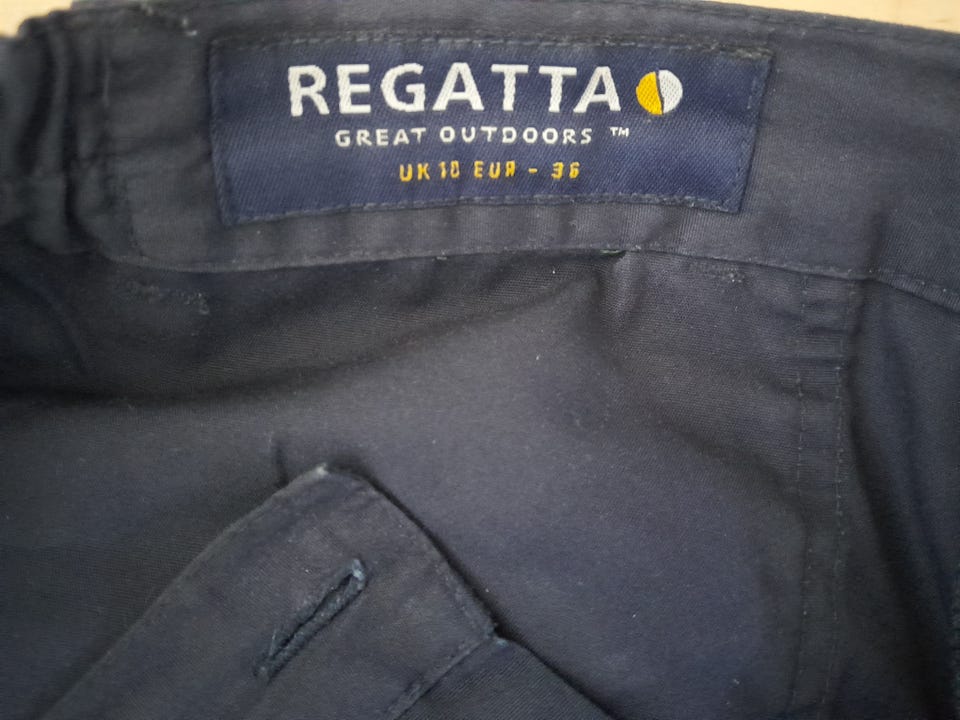 REGATTA
GREAT OUTDOORS ™
UK 10 EUR - 36